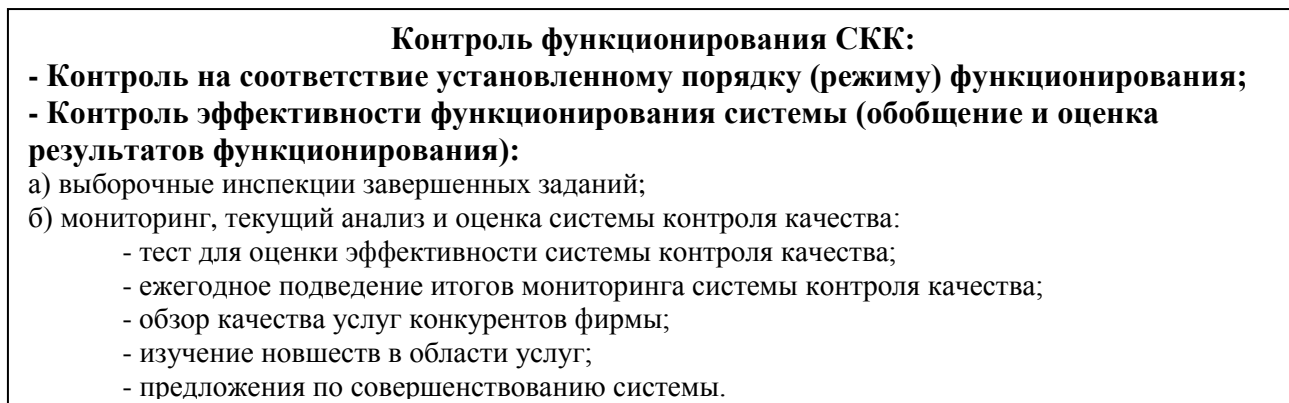 Контроль функционирования СКК:
- Контроль на соответствие установленному порядку (режиму) функционирования;
- Контроль эффективности функционирования системы (обобщение и оценка
результатов функционирования):
а) выборочные инспекции завершенных заданий;
б) мониторинг, текущий анализ и оценка системы контроля качества:
- тест для оценки эффективности системы контроля качества;
- ежегодное подведение итогов мониторинга системы контроля качества;
- обзор качества услуг конкурентов фирмы;
- изучение новшеств в области услуг;
- предложения по совершенствованию системы.